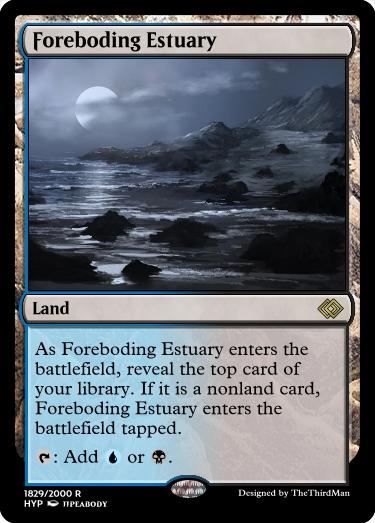 Foreboding Estuary
Land
As Foreboding Estuary enters the
battlefield, reveal the top card of
your library. If it is a nonland card,
Foreboding Estuary enters the
battlefield tapped.
: Add or .
1829/2000 R
HYP JJPEABODY
Designed by TheThirdMan